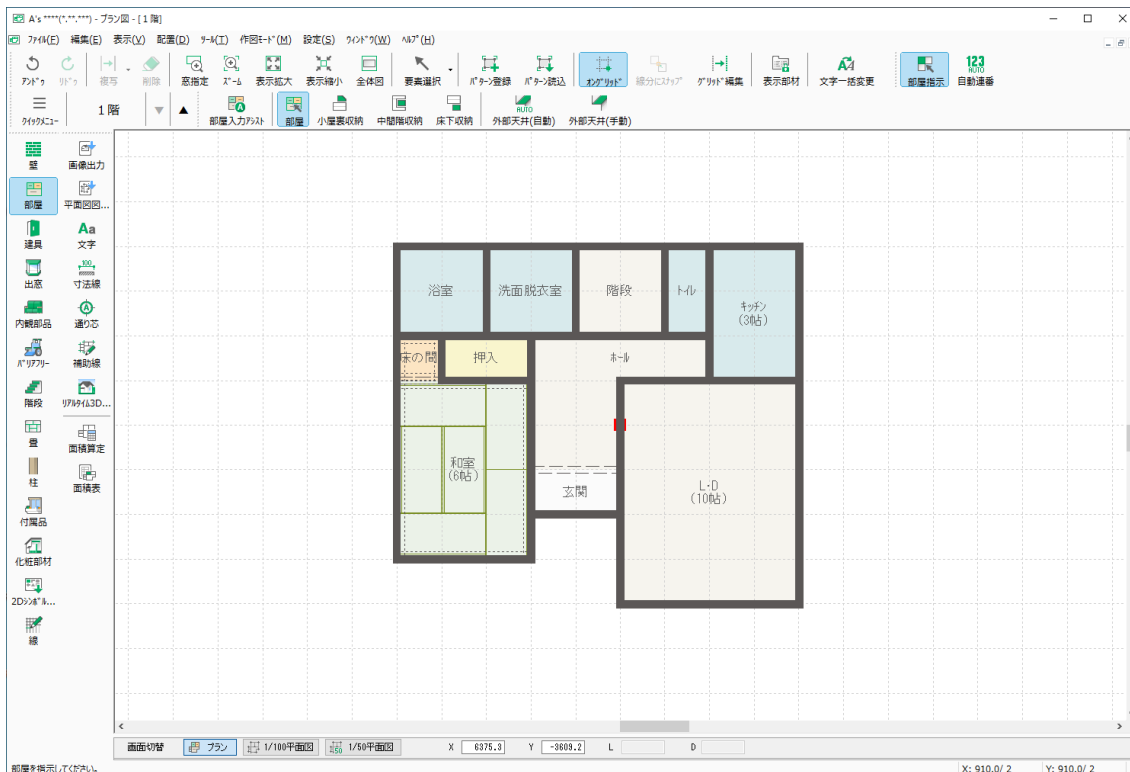 A's ****(*.**.***) - プラン図 - [1 階]
ファイル(F) 編集(E) 表示(V) 配置(D) ツール(T) 作図モード(M) 設定(S) ウィンドウ(W) ヘルプ(H)
アンドゥ リドゥ 複写 削除 窓指定 ズーム 表示拡大 表示縮小 全体図 要素選択 パターン登録 パターン読込 オングリッド 線分にスナップ グリッド編集 表示部材 文字一括変更 部屋指示 自動連番
クイックメニュー 1 階 部屋入力アシスト 部屋 小屋裏収納 中間階収納 床下収納 外部天井(自動) 外部天井(手動)
壁 画像出力
部屋 平面図図...
建具 文字
出窓 寸法線
内観部品 通り芯
バリアフリー 補助線
階段 リアルタイム3D...
畳 面積算定
柱 面積表
付属品
化粧部材
2Dシンボル...
線
浴室 洗面脱衣室 階段 トイレ キッチン
(3帖)
床の間 押入 ホール
和室
(6帖)
玄関
L・D
(10帖)
画面切替 プラン 1/100平面図 1/50平面図 X 6375.3 Y -3609.2 L D
部屋を指示してください。 X: 910.0/ 2 Y: 910.0/ 2